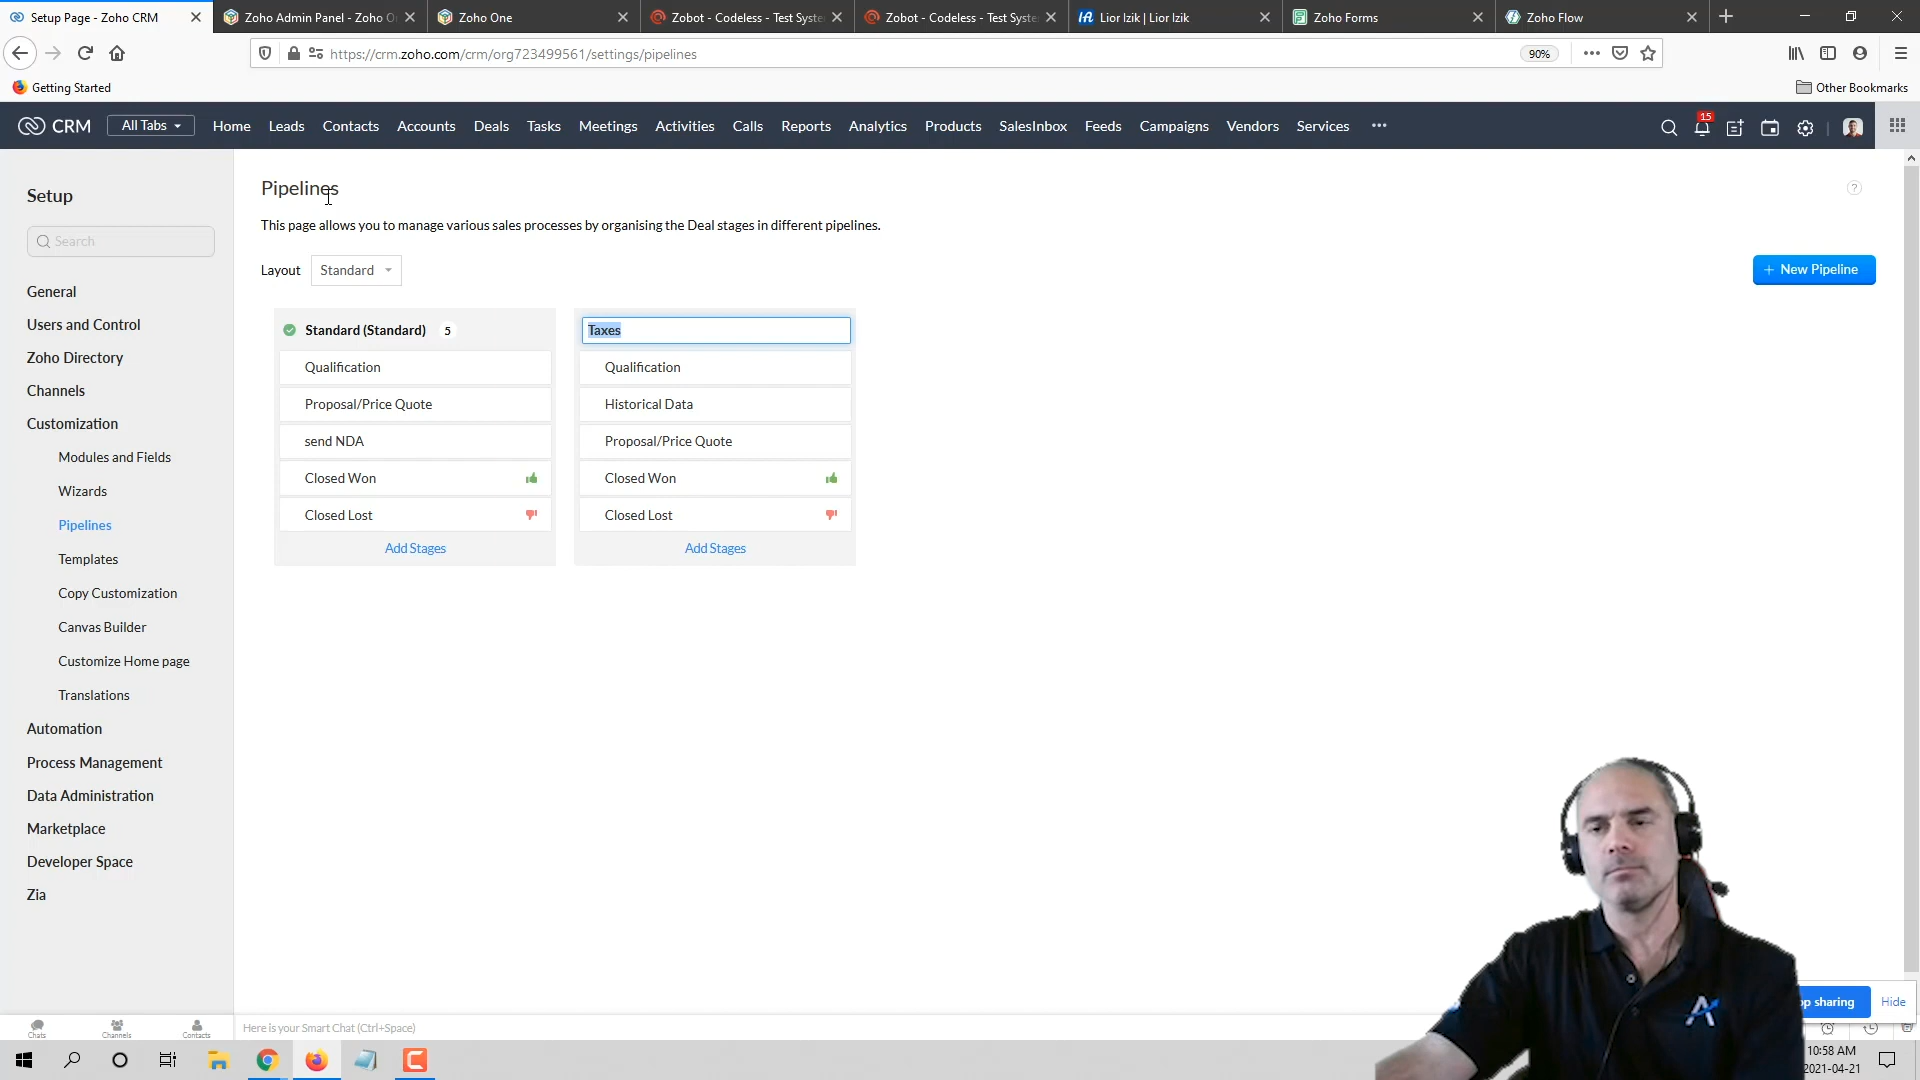 Setup Page - Zoho CRM
Zoho Admin Panel - Zoho O
Zoho One
Zobot - Codeless - Test Syste
Zobot - Codeless - Test Syste
Lior Izik | Lior Izik
Zoho Forms
Zoho Flow
https://crm.zoho.com/crm/org723499561/settings/pipelines
90%
Getting Started
Other Bookmarks
CRM
All Tabs
Home
Leads
Contacts
Accounts
Deals
Tasks
Meetings
Activities
Calls
Reports
Analytics
Products
SalesInbox
Feeds
Campaigns
Vendors
Services
15
Setup
Search
General
Users and Control
Zoho Directory
Channels
Customization
Modules and Fields
Wizards
Pipelines
Templates
Copy Customization
Canvas Builder
Customize Home page
Translations
Automation
Process Management
Data Administration
Marketplace
Developer Space
Zia
Pipelines
?
This page allows you to manage various sales processes by organising the Deal stages in different pipelines.
Layout
Standard
+ New Pipeline
Standard (Standard) 5
Qualification
Proposal/Price Quote
send NDA
Closed Won
Closed Lost
Add Stages
Taxes
Qualification
Historical Data
Proposal/Price Quote
Closed Won
Closed Lost
Add Stages
op sharing
Hide
Chats
Channels
Contacts
Here is your Smart Chat (Ctrl+Space)
10:58 AM
2021-04-21